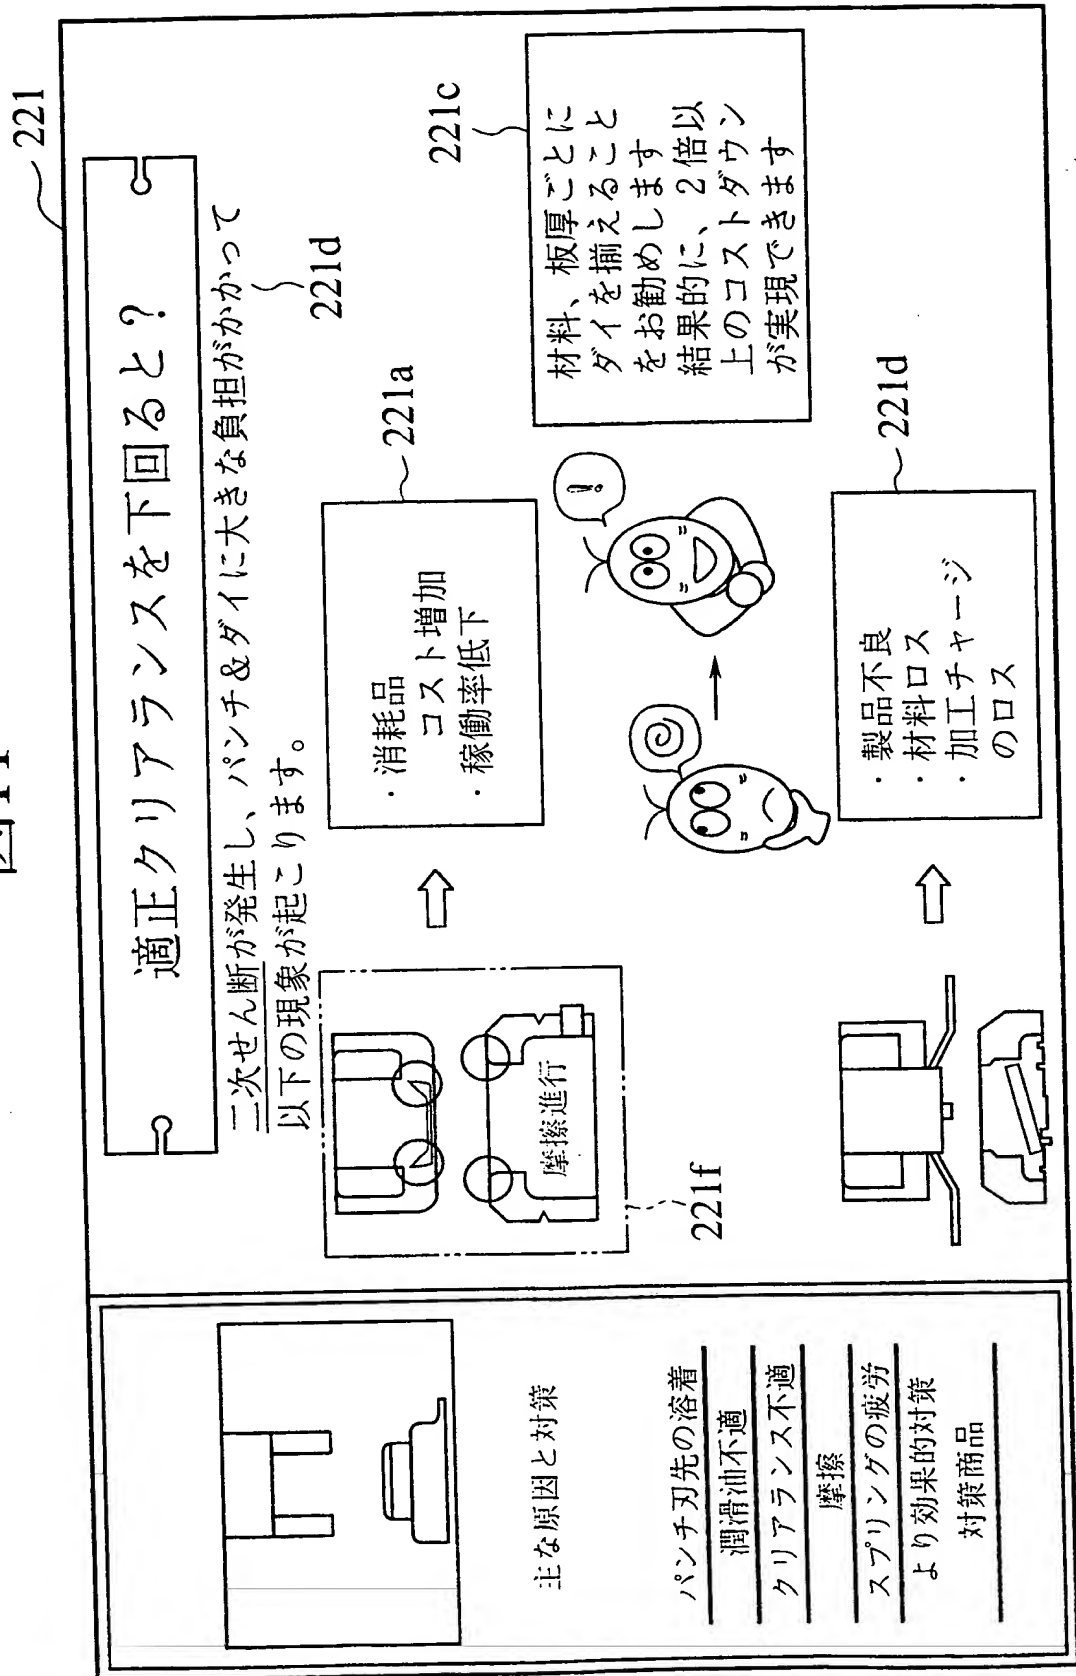 221
適正クリアランスを下回ると？
二次せん断が発生し、パンチ&ダイに大きな負担がかかって
以下の現象が起こります。
221d
摩擦進行
221f
・消耗品
コスト増加
・稼働率低下
221a
221c
材料、板厚ごとに
ダイを揃えること
をお勧めします
結果的に、2倍以
上のコストダウン
が実現できます
!
・製品不良
・材料ロス
・加工チャージ
のロス
221d
主な原因と対策
パンチ刃先の溶着
潤滑油不適
クリアランス不適
摩擦
スプリングの疲労
より効果的対策
対策商品